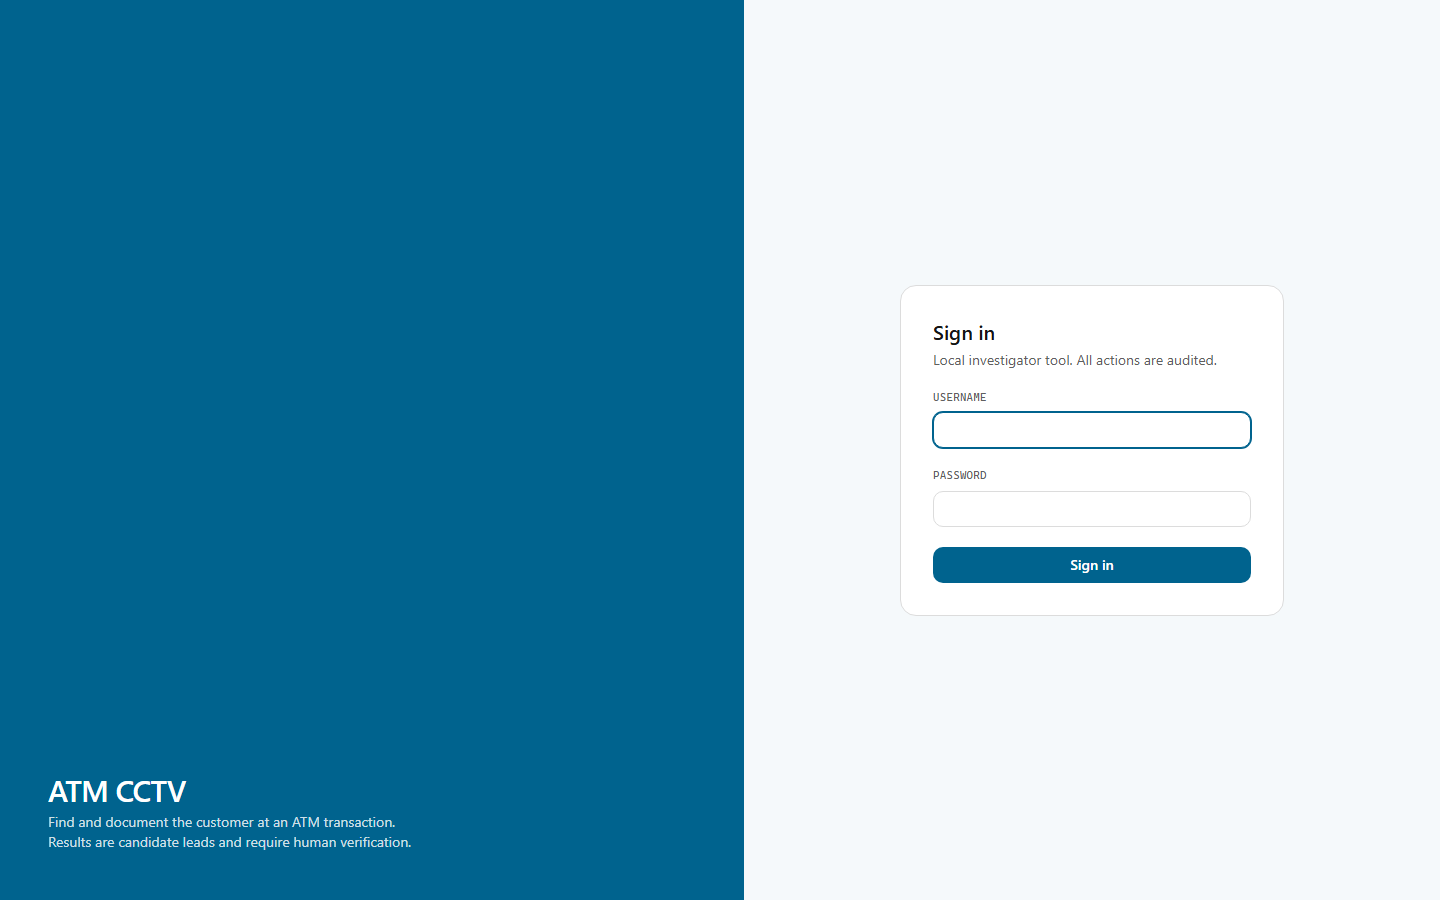 ATM CCTV
Find and document the customer at an ATM transaction.
Results are candidate leads and require human verification.
Sign in
Local investigator tool. All actions are audited.
USERNAME
PASSWORD
Sign in